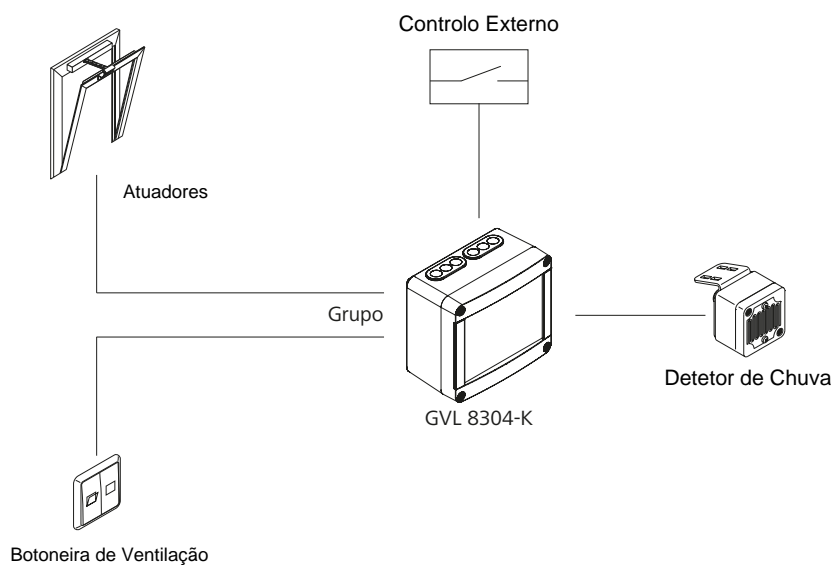 Controlo Externo
Atuadores
Grupo
Detetor de Chuva
GVL 8304-K
Botoneira de Ventilação